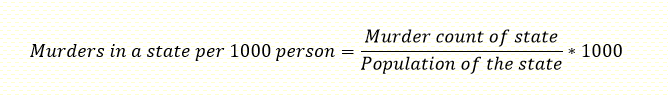 Murders in a state per 1000 person = Murder count of state / Population of the state * 1000